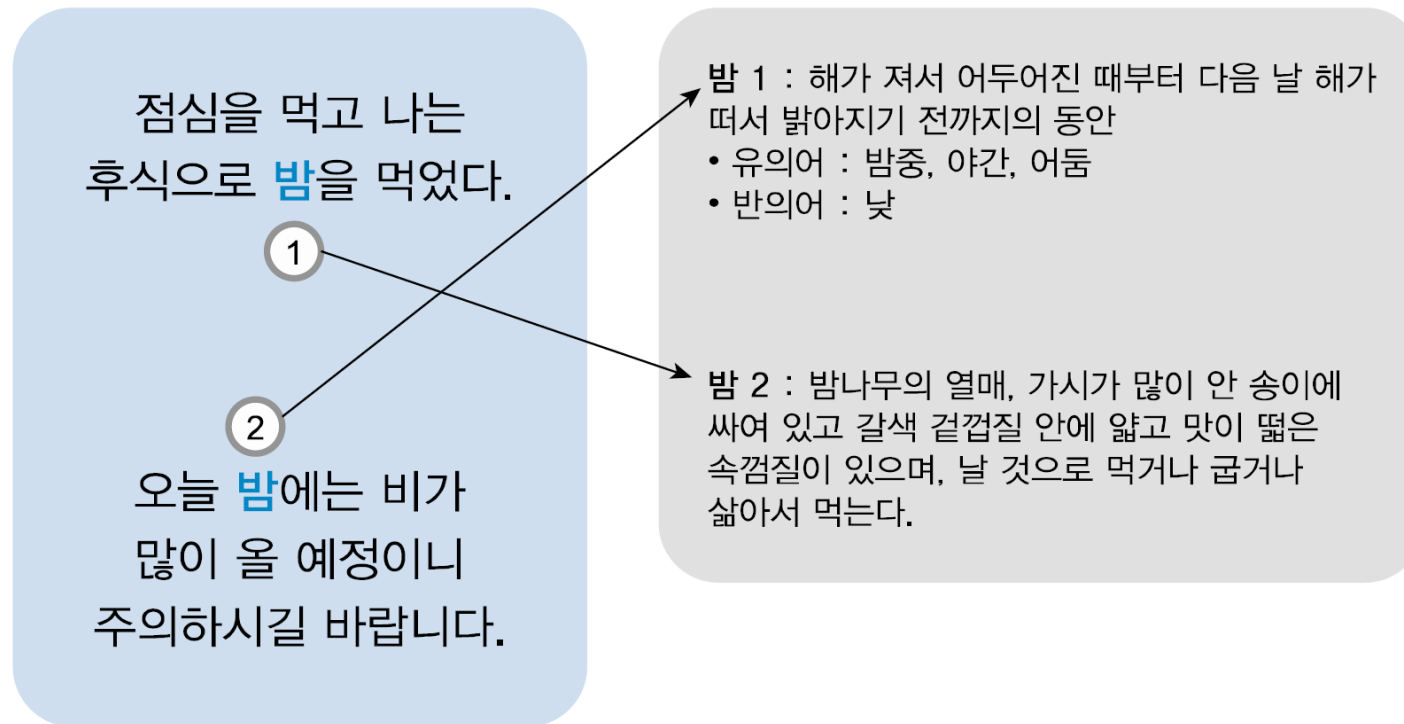 점심을 먹고 나는
후식으로 밤을 먹었다.
1
2
오늘 밤에는 비가
많이 올 예정이니
주의하시길 바랍니다.
밤 1 : 해가 져서 어두어진 때부터 다음 날 해가
떠서 밝아지기 전까지의 동안
• 유의어 : 밤중, 야간, 어둠
• 반의어 : 낮
밤 2 : 밤나무의 열매, 가시가 많이 안 송이에
싸여 있고 갈색 겉껍질 안에 얇고 맛이 떫은
속껌질이 있으며, 날 것으로 먹거나 굽거나
삶아서 먹는다.